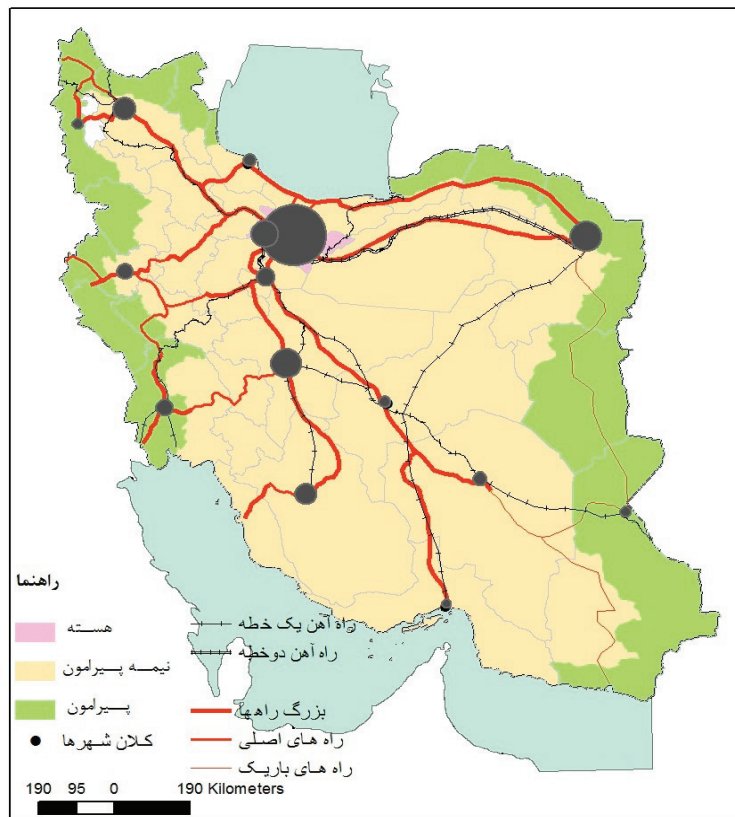 راهنما
هسته
نیمه پیرامون
پیرامون
کلان شهرها
راه آهن یک خطه
راه آهن دوخطه
بزرگ راهها
راه های اصلی
راه های باریک
190 95 0 190 Kilometers